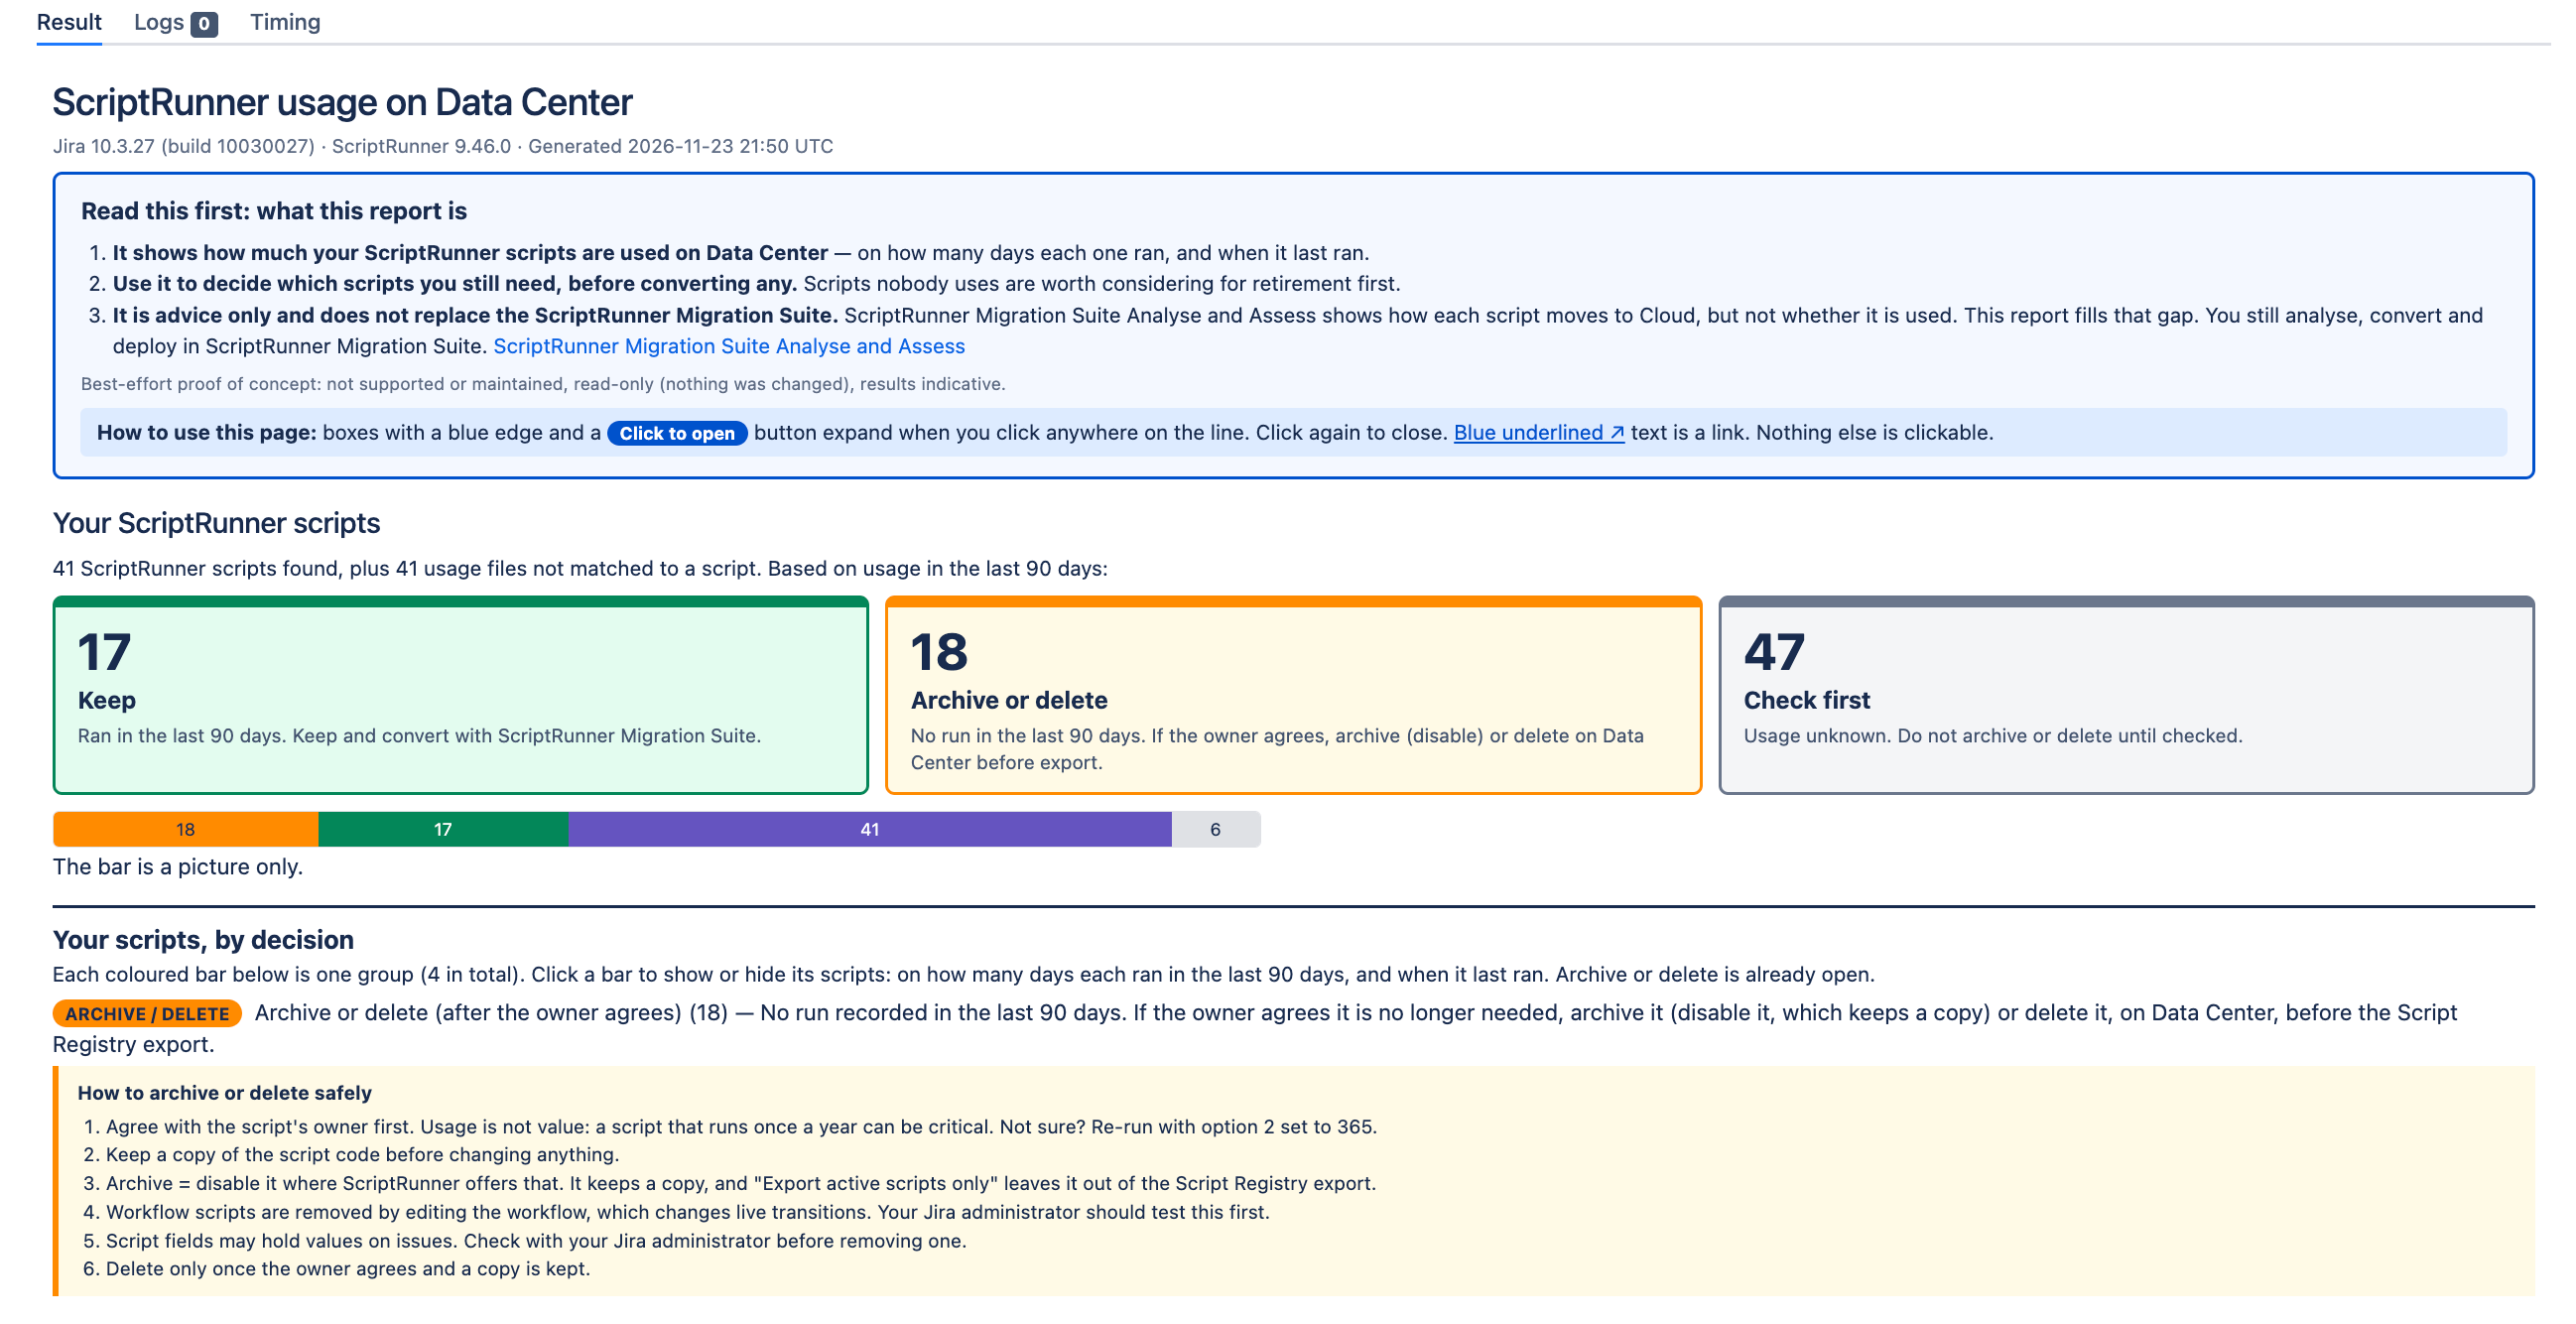 Result Logs 0 Timing
ScriptRunner usage on Data Center
Jira 10.3.27 (build 10030027) · ScriptRunner 9.46.0 · Generated 2026-11-23 21:50 UTC
Read this first: what this report is
1. It shows how much your ScriptRunner scripts are used on Data Center — on how many days each one ran, and when it last ran.
2. Use it to decide which scripts you still need, before converting any. Scripts nobody uses are worth considering for retirement first.
3. It is advice only and does not replace the ScriptRunner Migration Suite. ScriptRunner Migration Suite Analyse and Assess shows how each script moves to Cloud, but not whether it is used. This report fills that gap. You still analyse, convert and
deploy in ScriptRunner Migration Suite. ScriptRunner Migration Suite Analyse and Assess
Best-effort proof of concept: not supported or maintained, read-only (nothing was changed), results indicative.
How to use this page: boxes with a blue edge and a Click to open button expand when you click anywhere on the line. Click again to close. Blue underlined ↗ text is a link. Nothing else is clickable.
Your ScriptRunner scripts
41 ScriptRunner scripts found, plus 41 usage files not matched to a script. Based on usage in the last 90 days:
17
Keep
Ran in the last 90 days. Keep and convert with ScriptRunner Migration Suite.
18
Archive or delete
No run in the last 90 days. If the owner agrees, archive (disable) or delete on Data
Center before export.
47
Check first
Usage unknown. Do not archive or delete until checked.
18 17 41 6
The bar is a picture only.
Your scripts, by decision
Each coloured bar below is one group (4 in total). Click a bar to show or hide its scripts: on how many days each ran in the last 90 days, and when it last ran. Archive or delete is already open.
ARCHIVE / DELETE Archive or delete (after the owner agrees) (18) — No run recorded in the last 90 days. If the owner agrees it is no longer needed, archive it (disable it, which keeps a copy) or delete it, on Data Center, before the Script
Registry export.
How to archive or delete safely
1. Agree with the script's owner first. Usage is not value: a script that runs once a year can be critical. Not sure? Re-run with option 2 set to 365.
2. Keep a copy of the script code before changing anything.
3. Archive = disable it where ScriptRunner offers that. It keeps a copy, and "Export active scripts only" leaves it out of the Script Registry export.
4. Workflow scripts are removed by editing the workflow, which changes live transitions. Your Jira administrator should test this first.
5. Script fields may hold values on issues. Check with your Jira administrator before removing one.
6. Delete only once the owner agrees and a copy is kept.